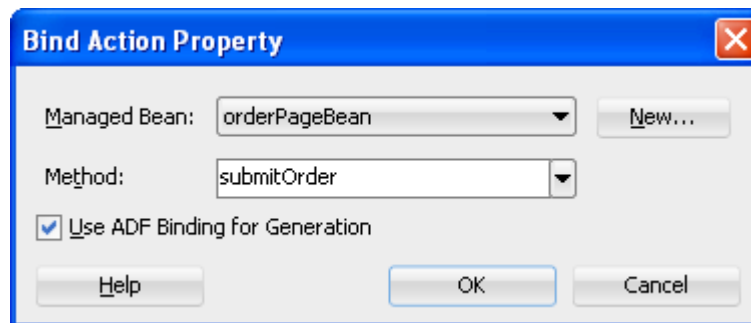 Bind Action Property
Managed Bean: orderPageBean New...
Method: submitOrder
Use ADF Binding for Generation
Help OK Cancel